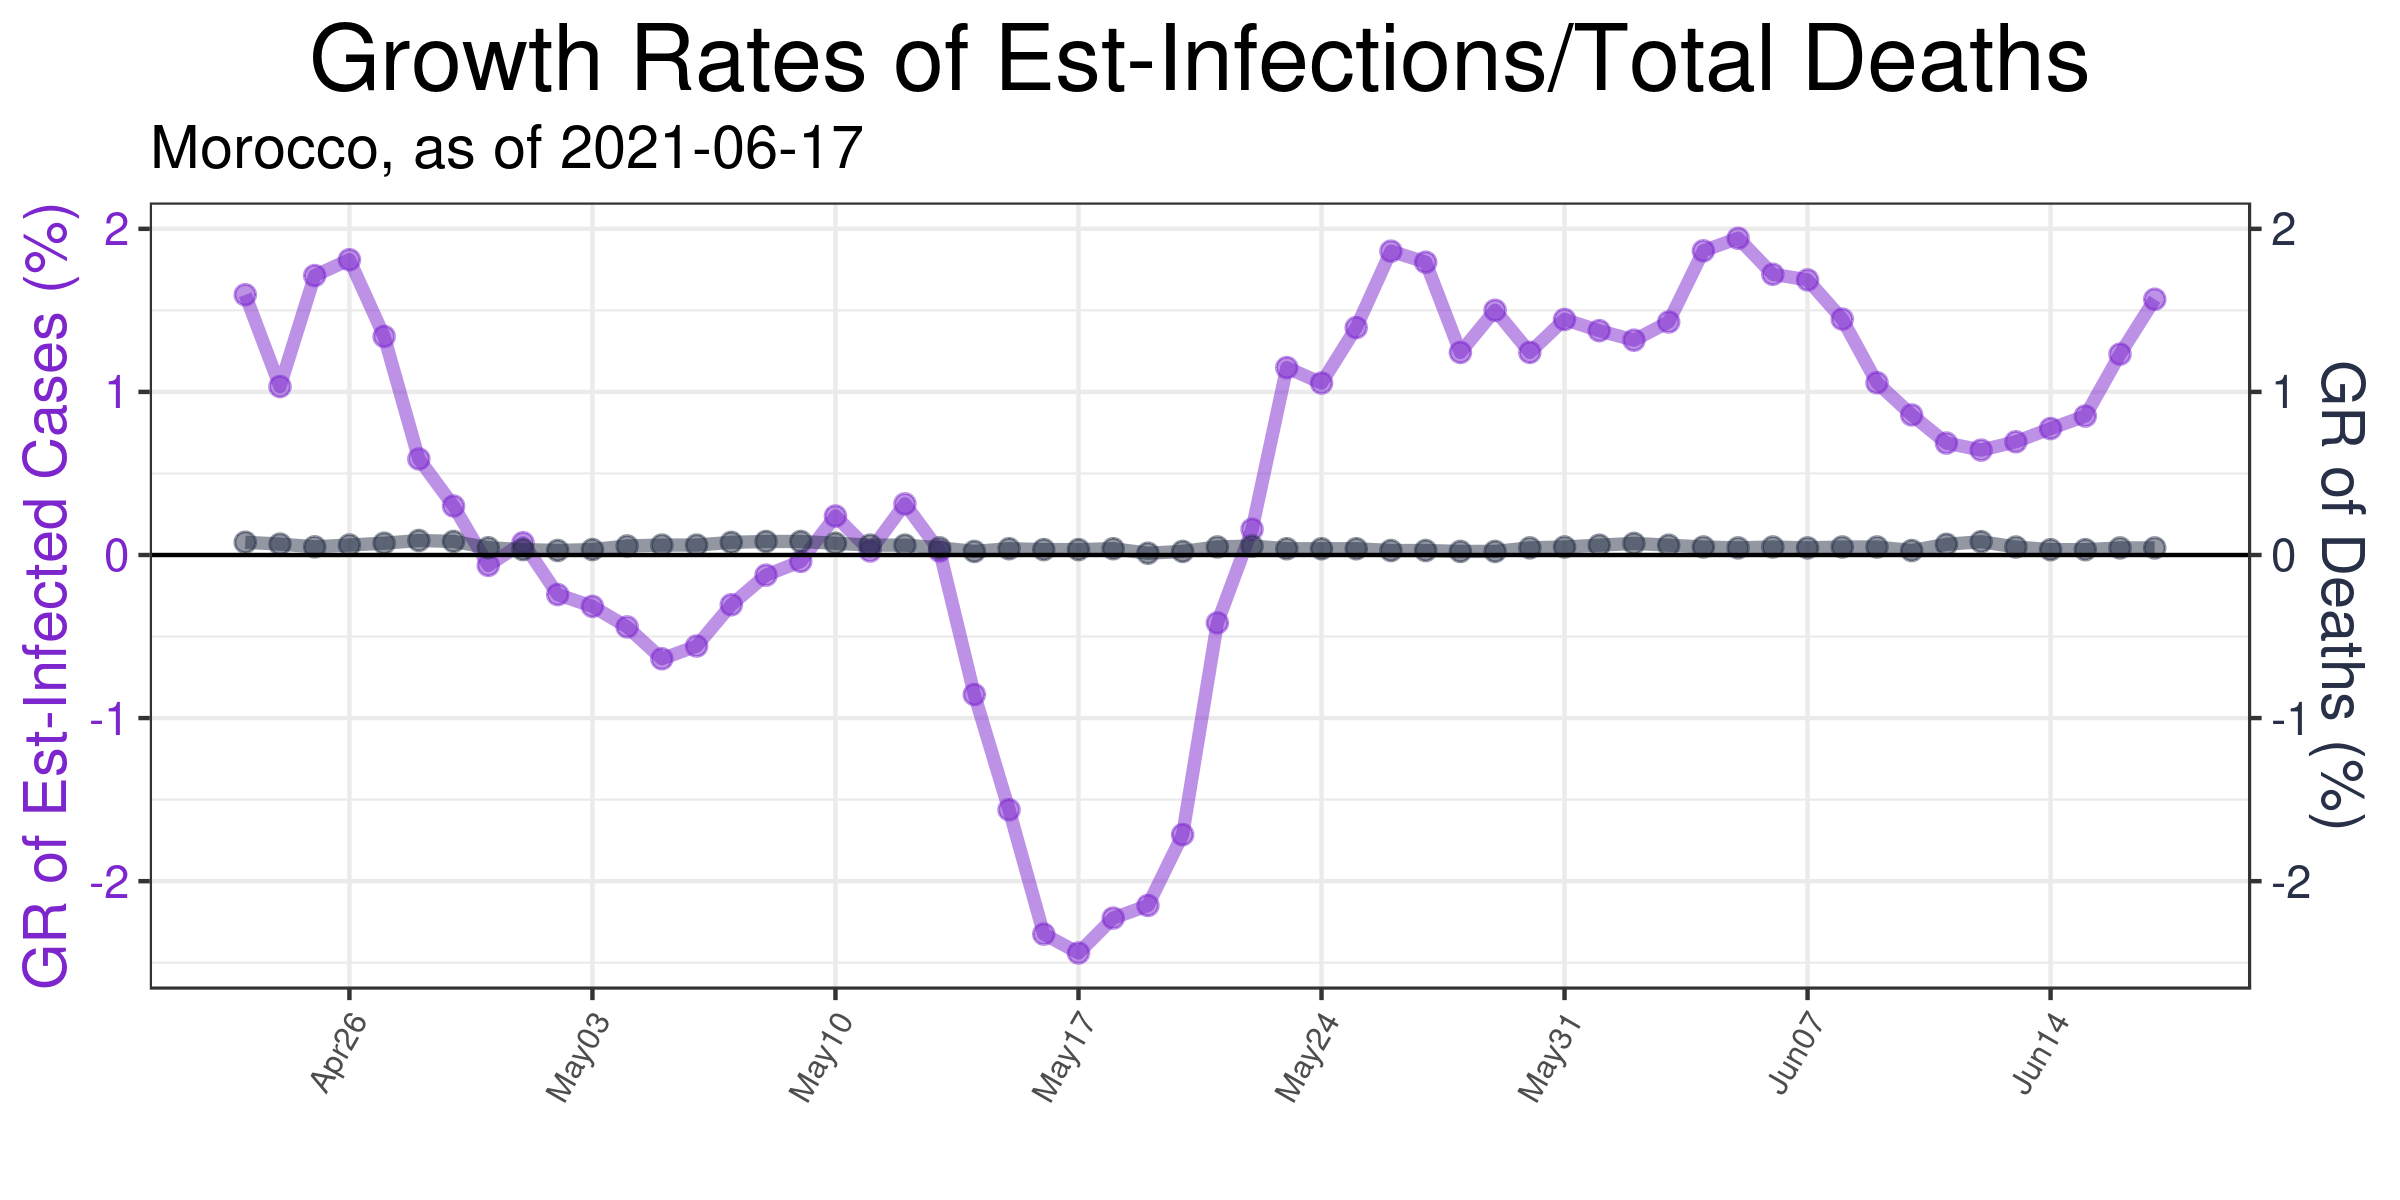 Growth Rates of Est-Infections/Total Deaths
Morocco, as of 2021-06-17
GR of Est-Infected Cases (%)
2
1
0
-1
-2
2
1
0
-1
-2
GR of Deaths (%)
Apr26
May03
May10
May17
May24
May31
Jun07
Jun14